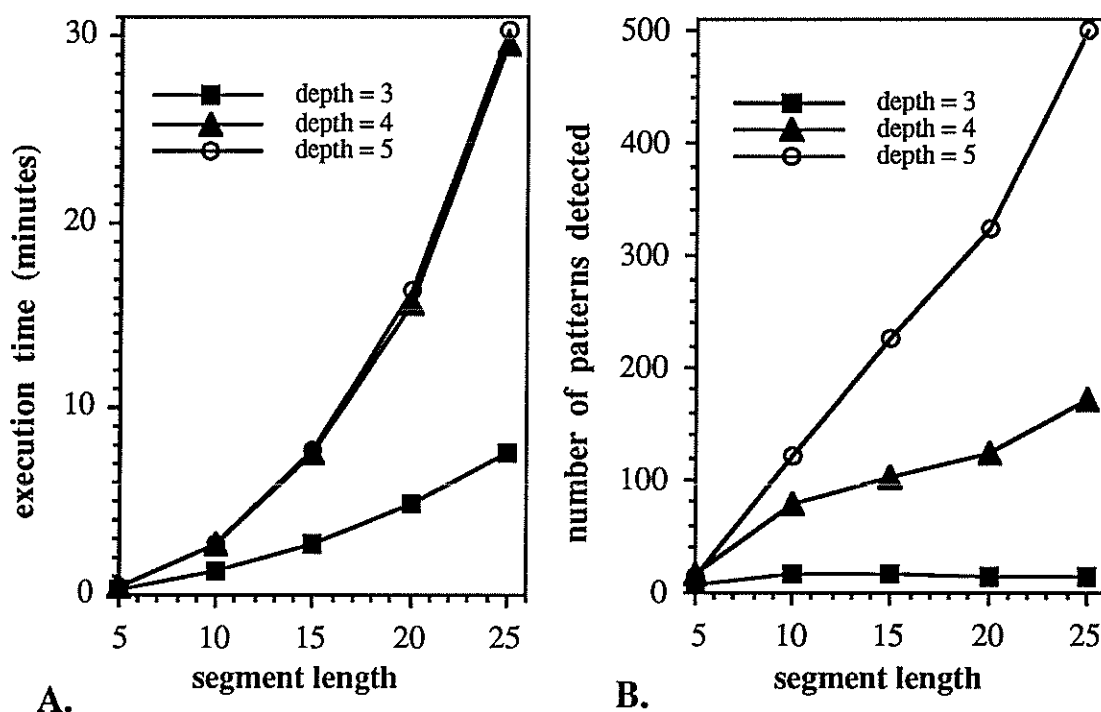 execution time (minutes)
30
20
10
0
depth = 3
depth = 4
depth = 5
5 10 15 20 25
segment length
A.
number of patterns detected
500
400
300
200
100
0
depth = 3
depth = 4
depth = 5
5 10 15 20 25
segment length
B.